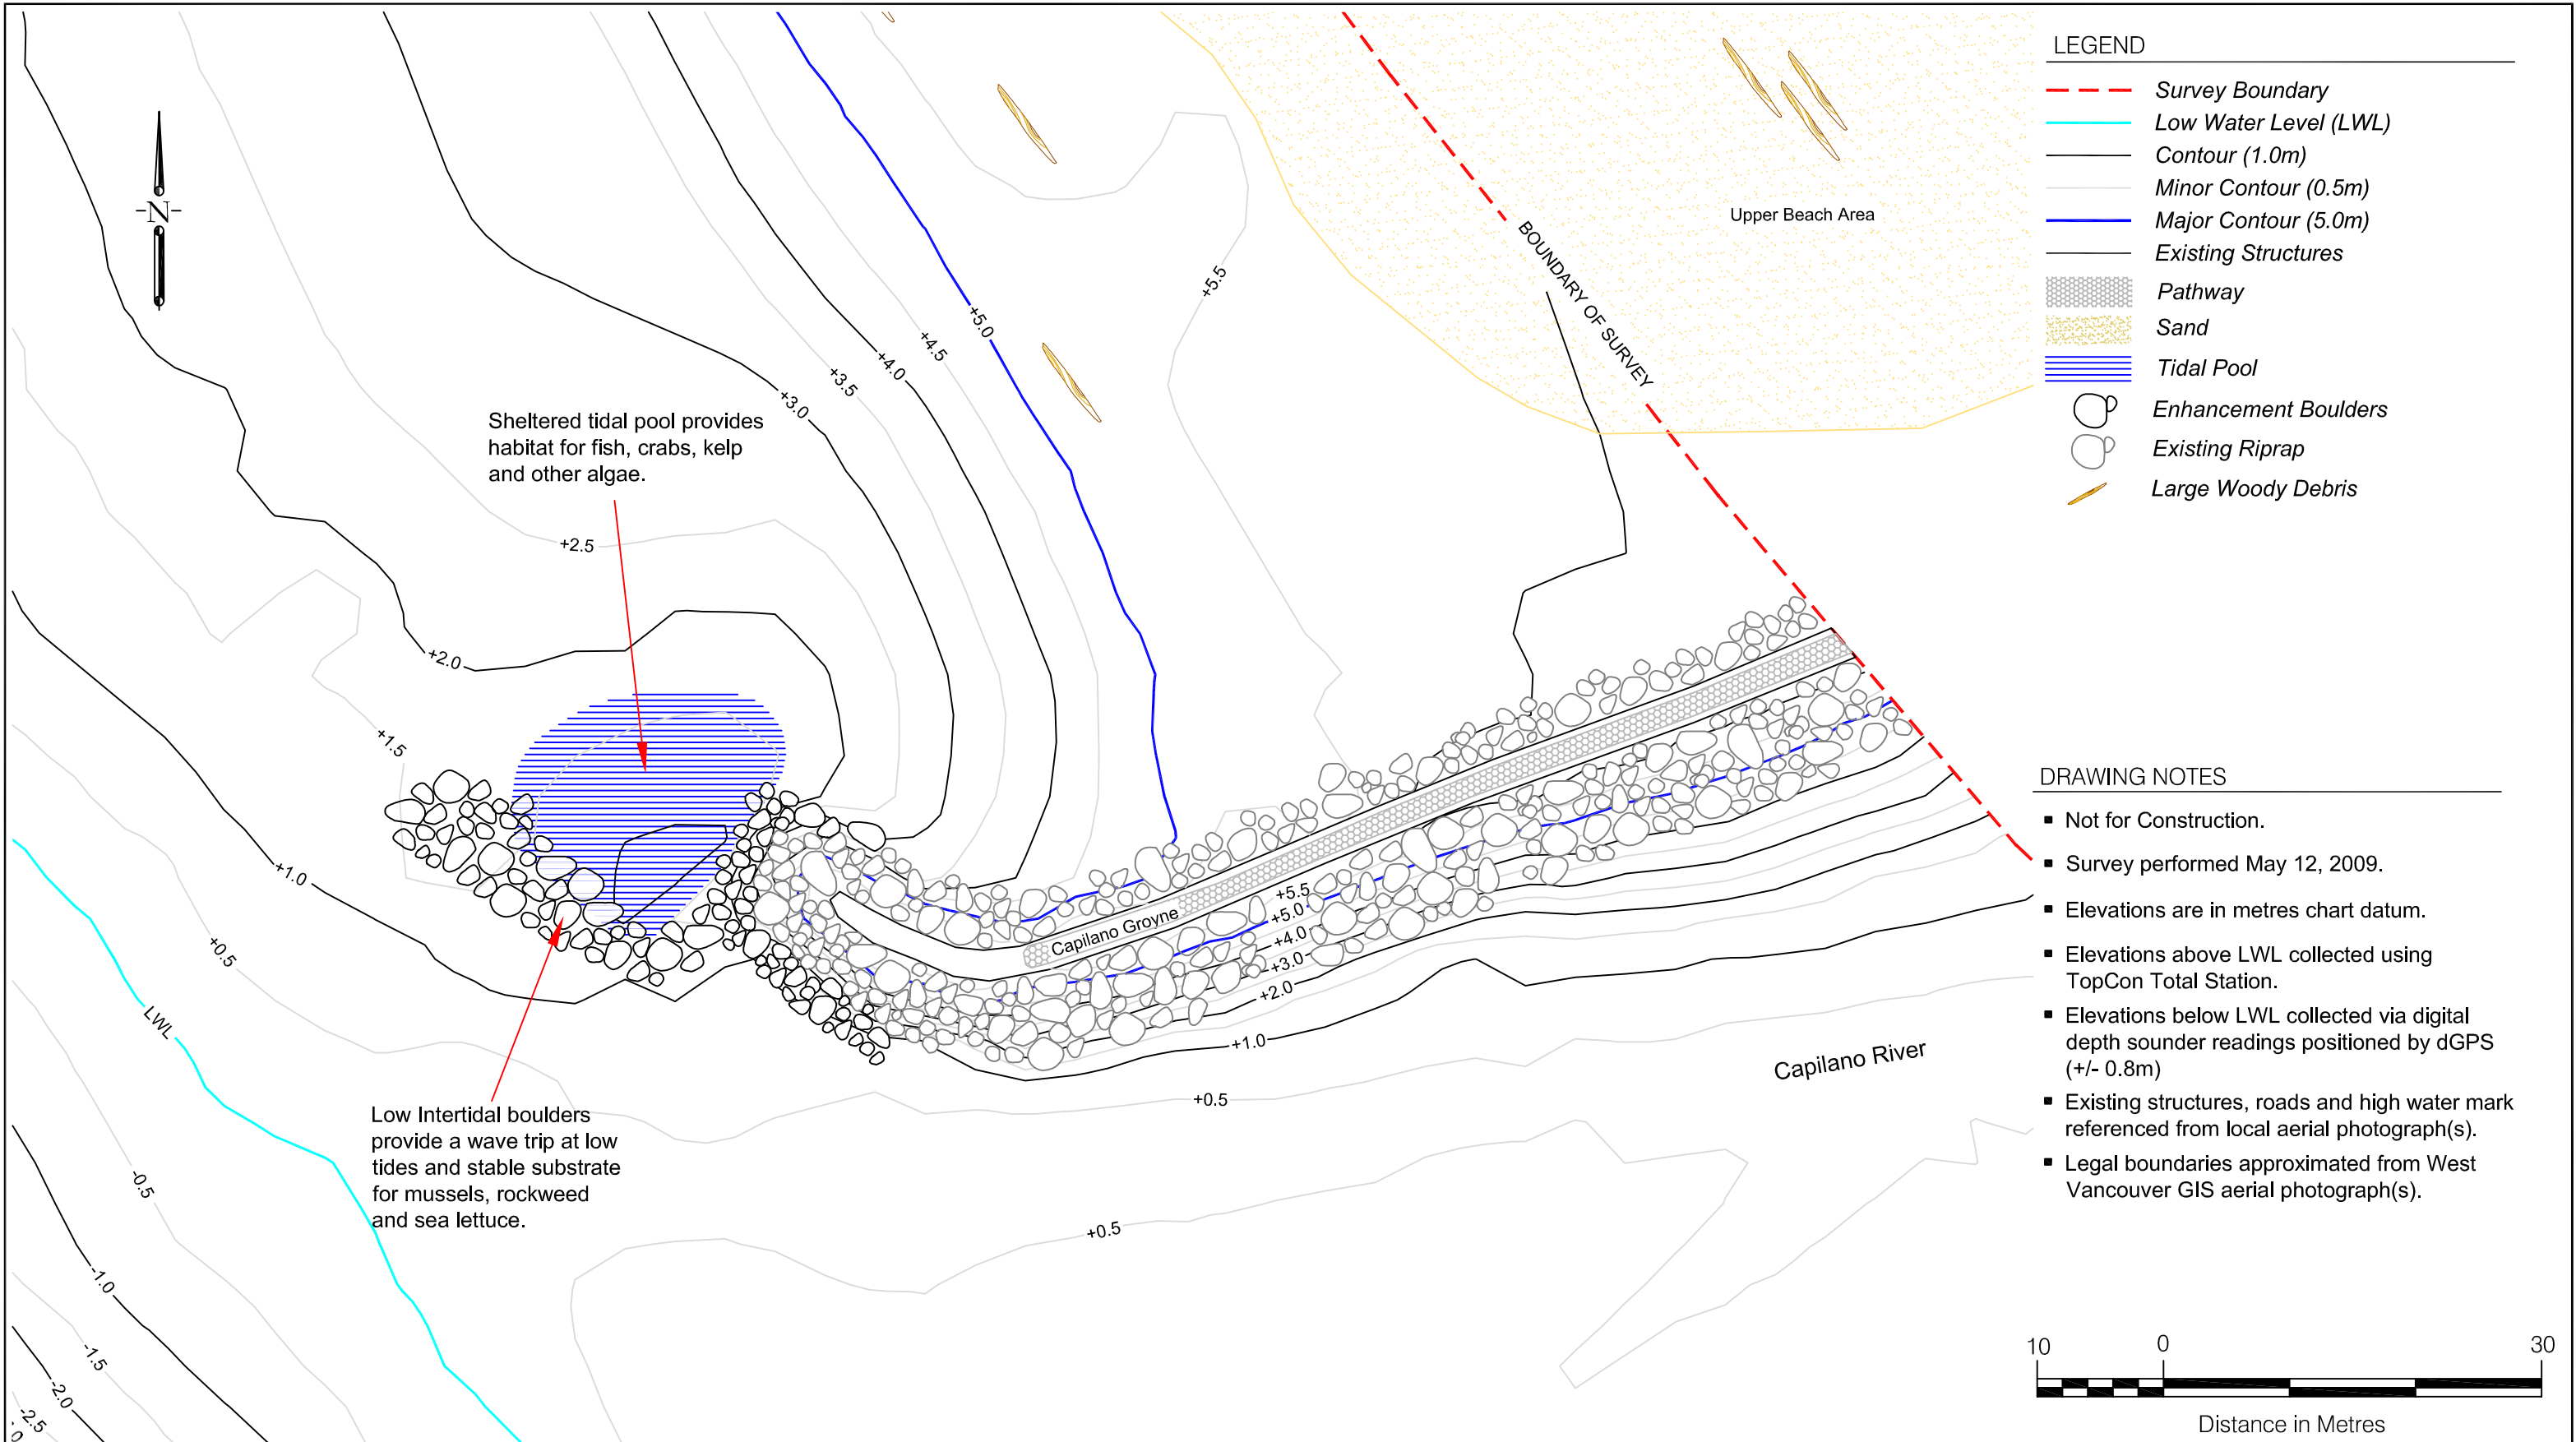 LEGEND
Survey Boundary
Low Water Level (LWL)
Contour (1.0m)
Minor Contour (0.5m)
Major Contour (5.0m)
Existing Structures
Pathway
Sand
Tidal Pool
Enhancement Boulders
Existing Riprap
Large Woody Debris
-N-
Upper Beach Area
BOUNDARY OF SURVEY
+5.5
+5.0
+4.5
+4.0
+3.5
+3.0
Sheltered tidal pool provides
habitat for fish, crabs, kelp
and other algae.
+2.5
+2.0
+1.5
+1.0
+0.5
LWL
-0.5
-1.0
-1.5
-2.0
-2.5
Capilano Groyne
+5.5
+5.0
+4.0
+3.0
+2.0
+1.0
+0.5
+0.5
Capilano River
Low Intertidal boulders
provide a wave trip at low
tides and stable substrate
for mussels, rockweed
and sea lettuce.
DRAWING NOTES
▪ Not for Construction.
▪ Survey performed May 12, 2009.
▪ Elevations are in metres chart datum.
▪ Elevations above LWL collected using
TopCon Total Station.
▪ Elevations below LWL collected via digital
depth sounder readings positioned by dGPS
(+/- 0.8m)
▪ Existing structures, roads and high water mark
referenced from local aerial photograph(s).
▪ Legal boundaries approximated from West
Vancouver GIS aerial photograph(s).
10 0 30
Distance in Metres